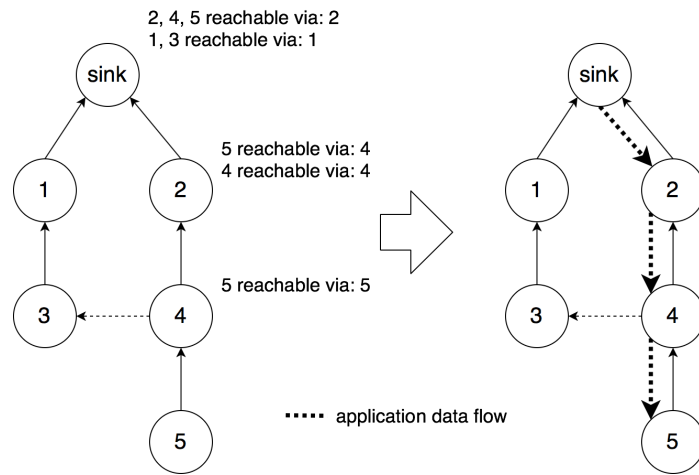 2, 4, 5 reachable via: 2
1, 3 reachable via: 1
sink
sink
5 reachable via: 4
4 reachable via: 4
1
2
1
2
5 reachable via: 5
3
4
3
4
application data flow
5
5